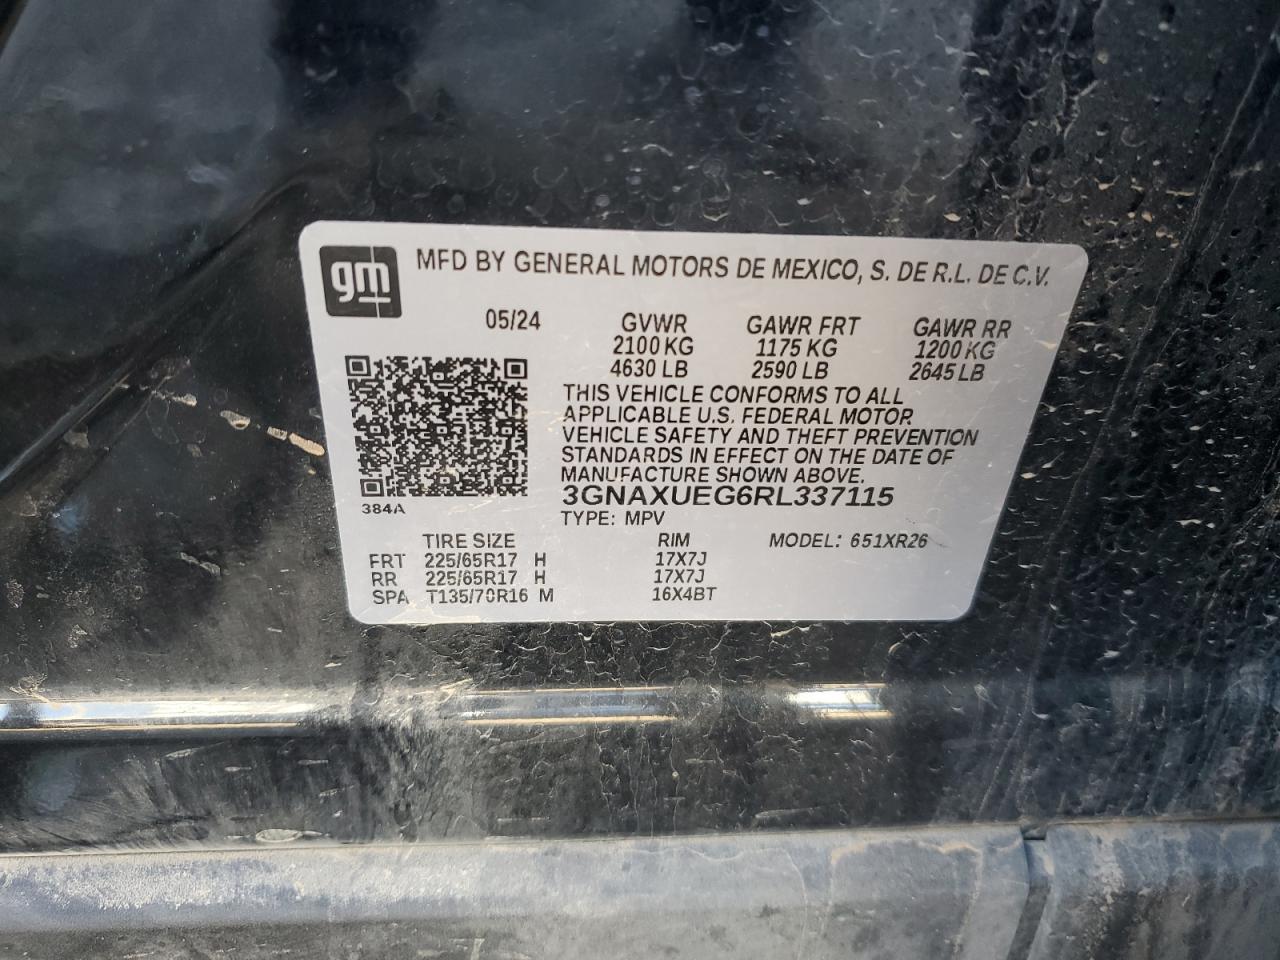 gm MFD BY GENERAL MOTORS DE MEXICO, S. DE R.L. DE C.V.
05/24 GVWR GAWR FRT GAWR RR
2100 KG 1175 KG 1200 KG
4630 LB 2590 LB 2645 LB
THIS VEHICLE CONFORMS TO ALL
APPLICABLE U.S. FEDERAL MOTOR
VEHICLE SAFETY AND THEFT PREVENTION
STANDARDS IN EFFECT ON THE DATE OF
MANUFACTURE SHOWN ABOVE.
3GNAXUEG6RL337115
384A
TYPE: MPV
TIRE SIZE RIM MODEL: 651XR26
FRT 225/65R17 H 17X7J
RR 225/65R17 H 17X7J
SPA T135/70R16 M 16X4BT